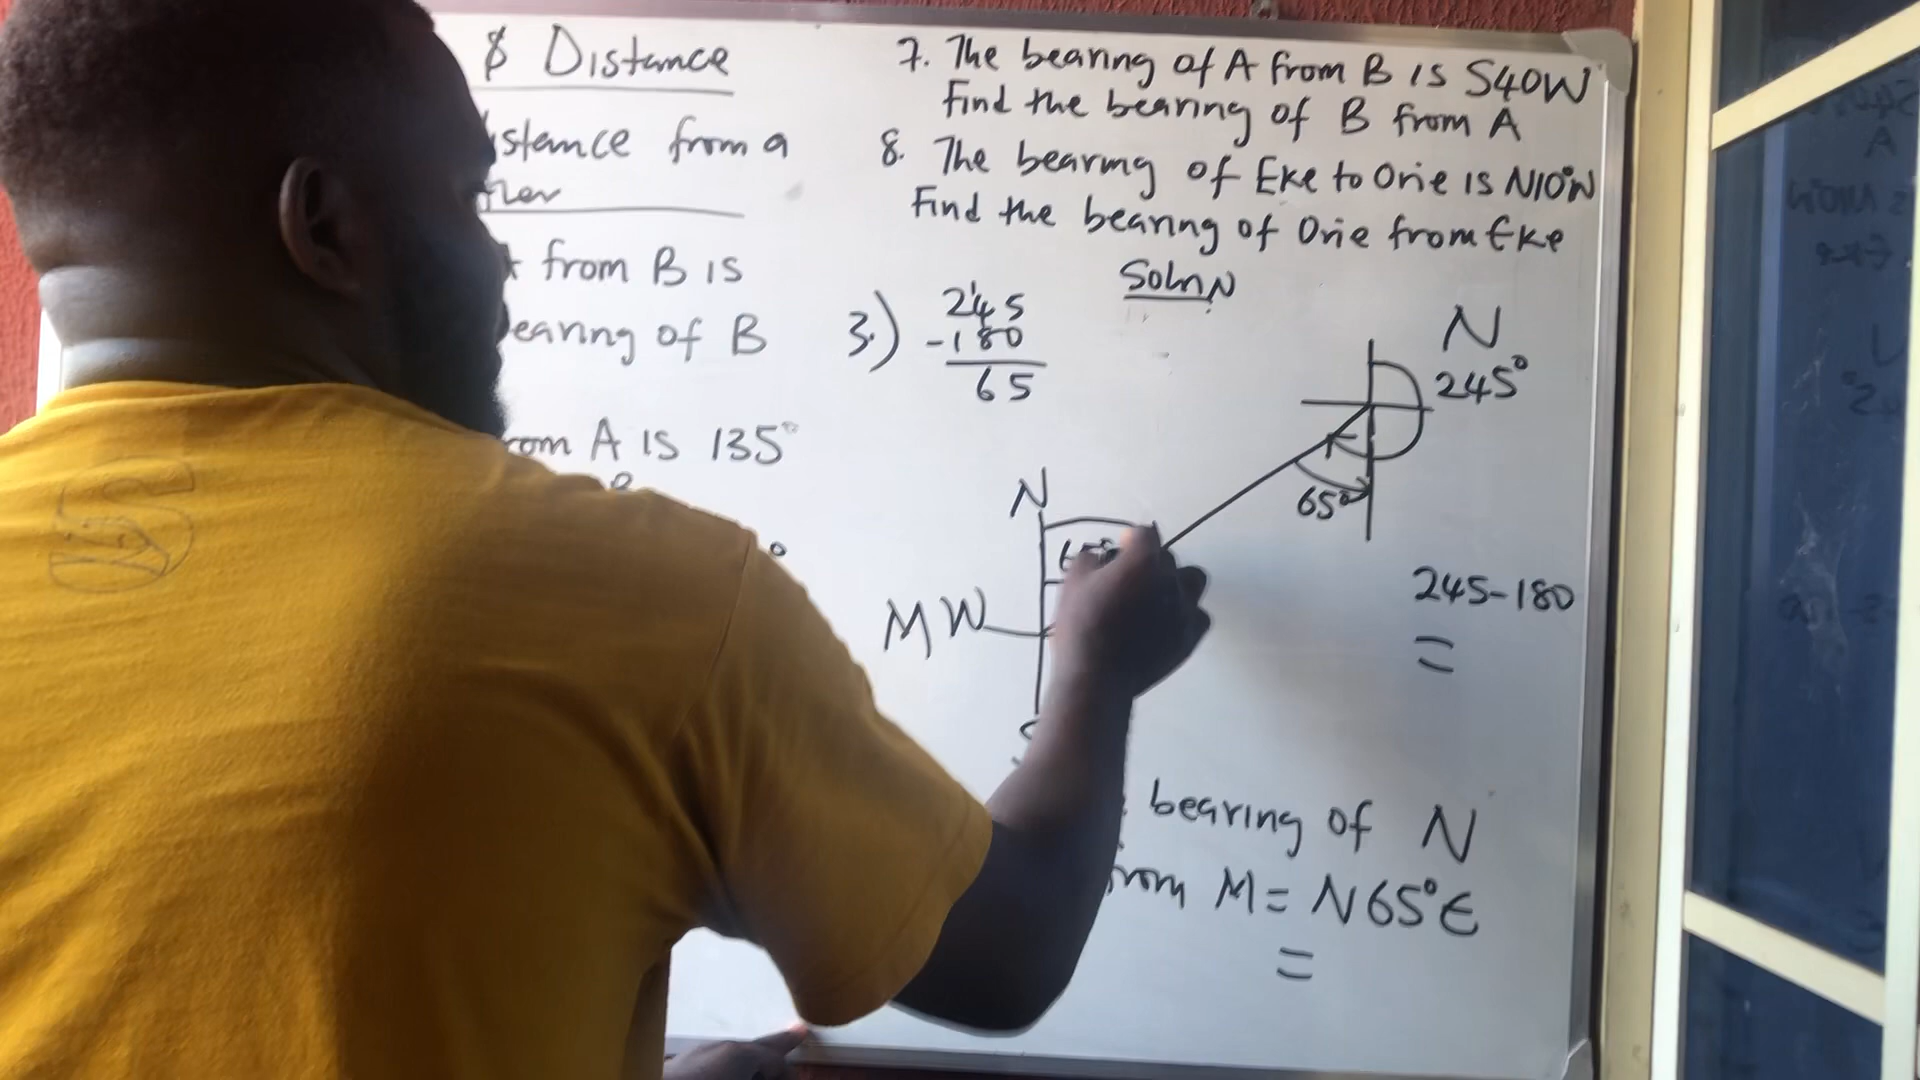 & Distance
stance from a
from B is
earing of B
from A is 135°
7. The bearing of A from B is S40W
Find the bearing of B from A
8. The bearing of Eke to Orie is N10°W
Find the bearing of Orie from Eke
Soln
3.) 245
-180
65
N
N
245°
65°
N
MW
245-180
=
bearing of N
from M = N65°E
=